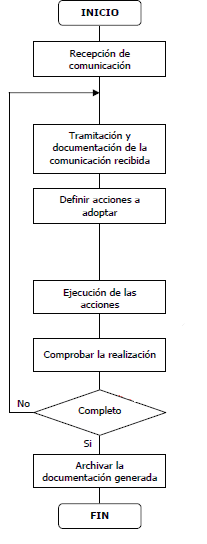 INICIO
Recepción de
comunicación
Tramitación y
documentación de la
comunicación recibida
Definir acciones a
adoptar
Ejecución de las
acciones
Comprobar la realización
No
Completo
Si
Archivar la
documentación generada
FIN